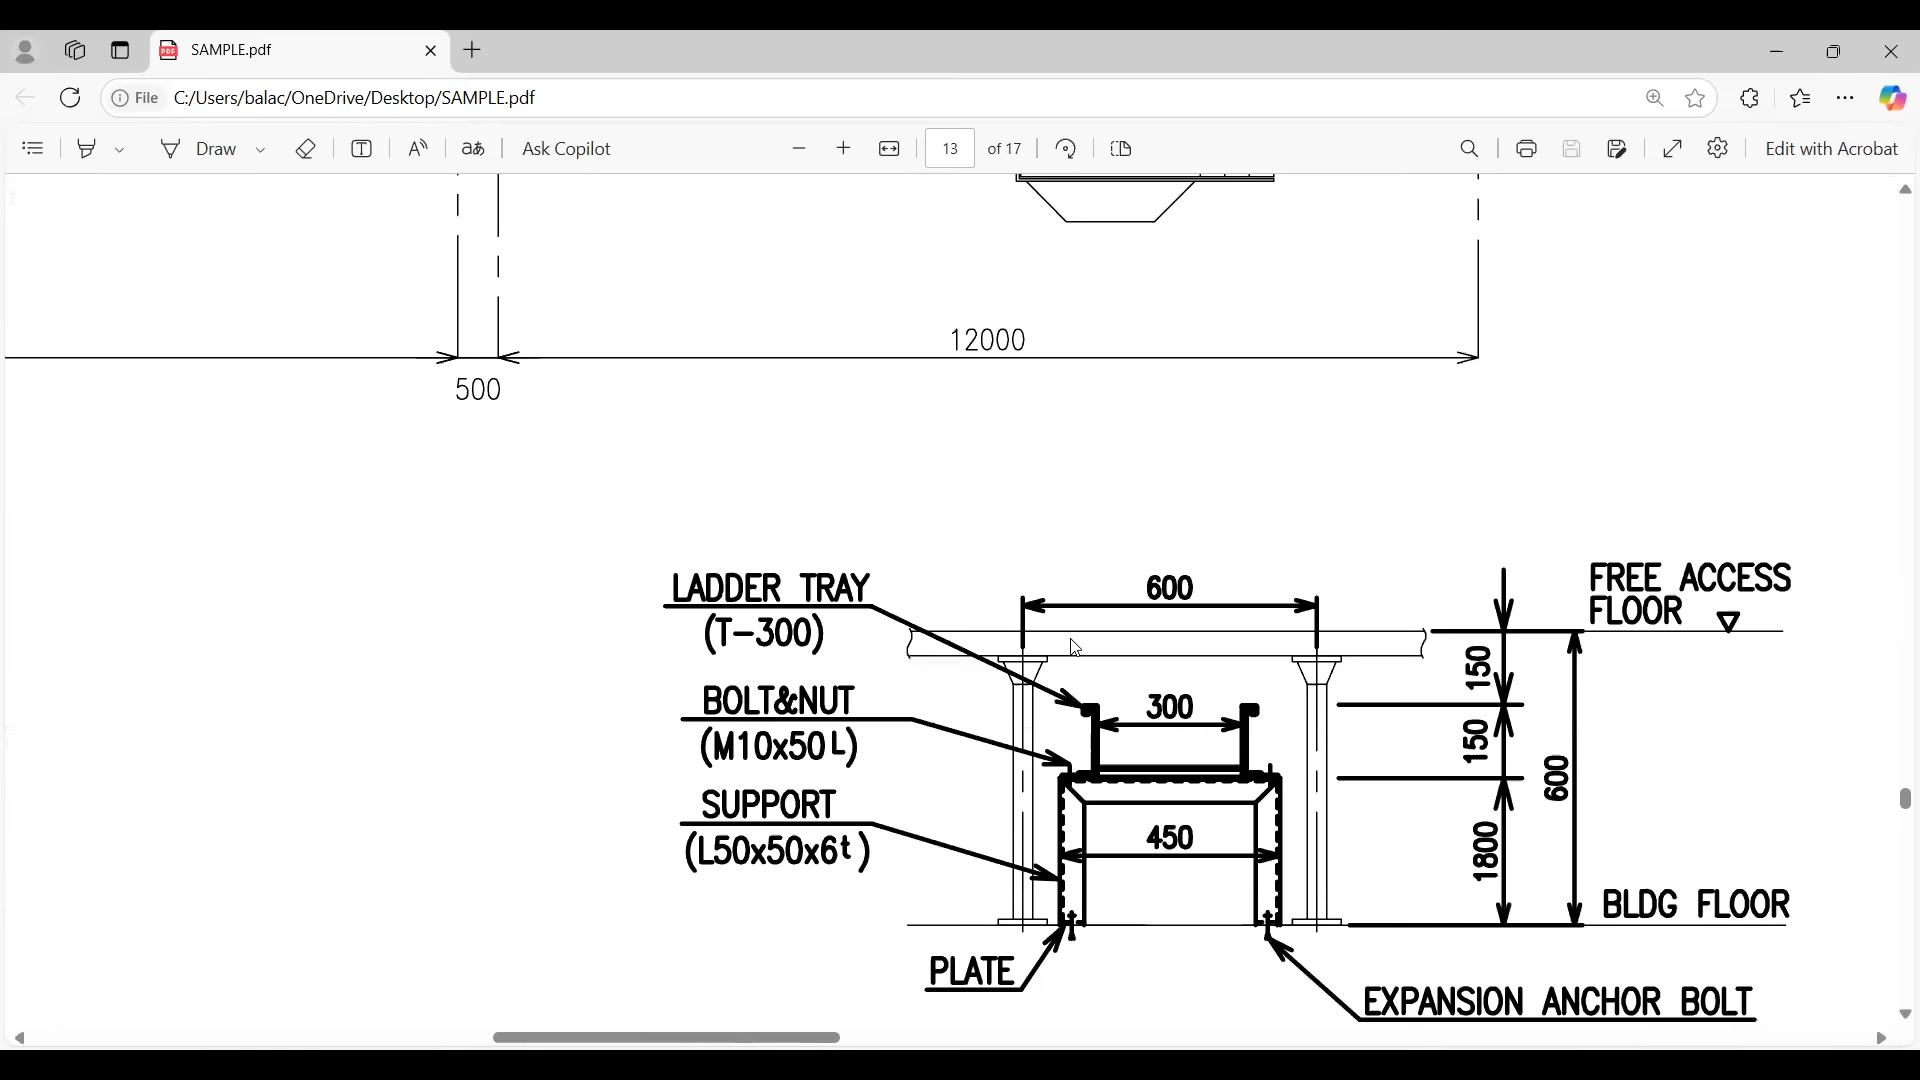 SAMPLE.pdf
File C:/Users/balac/OneDrive/Desktop/SAMPLE.pdf
Draw
T
A
aあ
Ask Copilot
13 of 17
Edit with Acrobat
12000
500
LADDER TRAY
(T-300)
BOLT&NUT
(M10x50L)
SUPPORT
(L50x50x6t)
PLATE
600
300
450
FREE ACCESS
FLOOR
150
150
600
1800
BLDG FLOOR
EXPANSION ANCHOR BOLT